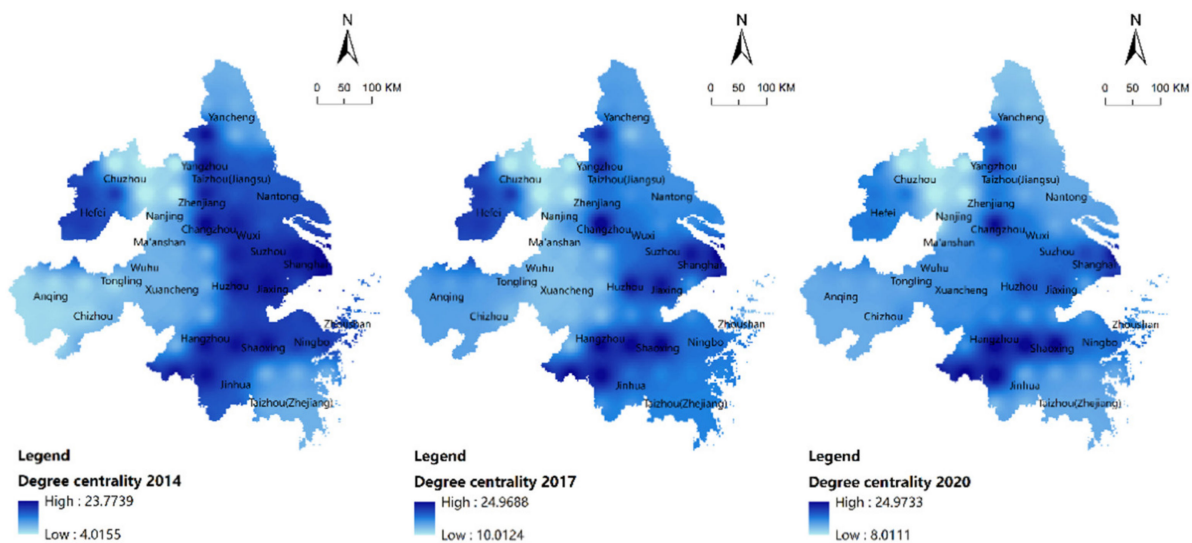 N
0 50 100 KM
Yancheng
Yangzhou
Chuzhou
Taizhou(Jiangsu)
Nantong
Hefei
Zhenjiang
Nanjing
Changzhou
Wuxi
Ma'anshan
Suzhou
Shanghai
Wuhu
Tongling
Xuancheng
Huzhou
Jiaxing
Anqing
Chizhou
Zhoushan
Hangzhou
Shaoxing
Ningbo
Jinhua
Taizhou(Zhejiang)
Legend
Degree centrality 2014
High : 23.7739
Low : 4.0155
N
0 50 100 KM
Yancheng
Yangzhou
Chuzhou
Taizhou(Jiangsu)
Nantong
Hefei
Zhenjiang
Nanjing
Changzhou
Wuxi
Ma'anshan
Suzhou
Shanghai
Wuhu
Tongling
Xuancheng
Huzhou
Jiaxing
Anqing
Chizhou
Zhoushan
Hangzhou
Shaoxing
Ningbo
Jinhua
Taizhou(Zhejiang)
Legend
Degree centrality 2017
High : 24.9688
Low : 10.0124
N
0 50 100 KM
Yancheng
Yangzhou
Chuzhou
Taizhou(Jiangsu)
Nantong
Hefei
Zhenjiang
Nanjing
Changzhou
Wuxi
Ma'anshan
Suzhou
Shanghai
Wuhu
Tongling
Xuancheng
Huzhou
Jiaxing
Anqing
Chizhou
Zhoushan
Hangzhou
Shaoxing
Ningbo
Jinhua
Taizhou(Zhejiang)
Legend
Degree centrality 2020
High : 24.9733
Low : 8.0111